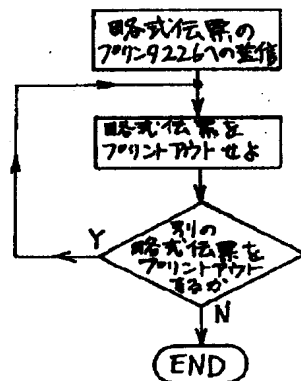 略式伝票の
プリンタ226への送信
略式伝票を
プリントアウトせよ
別の
略式伝票を
プリントアウト
するか
Y
N
END